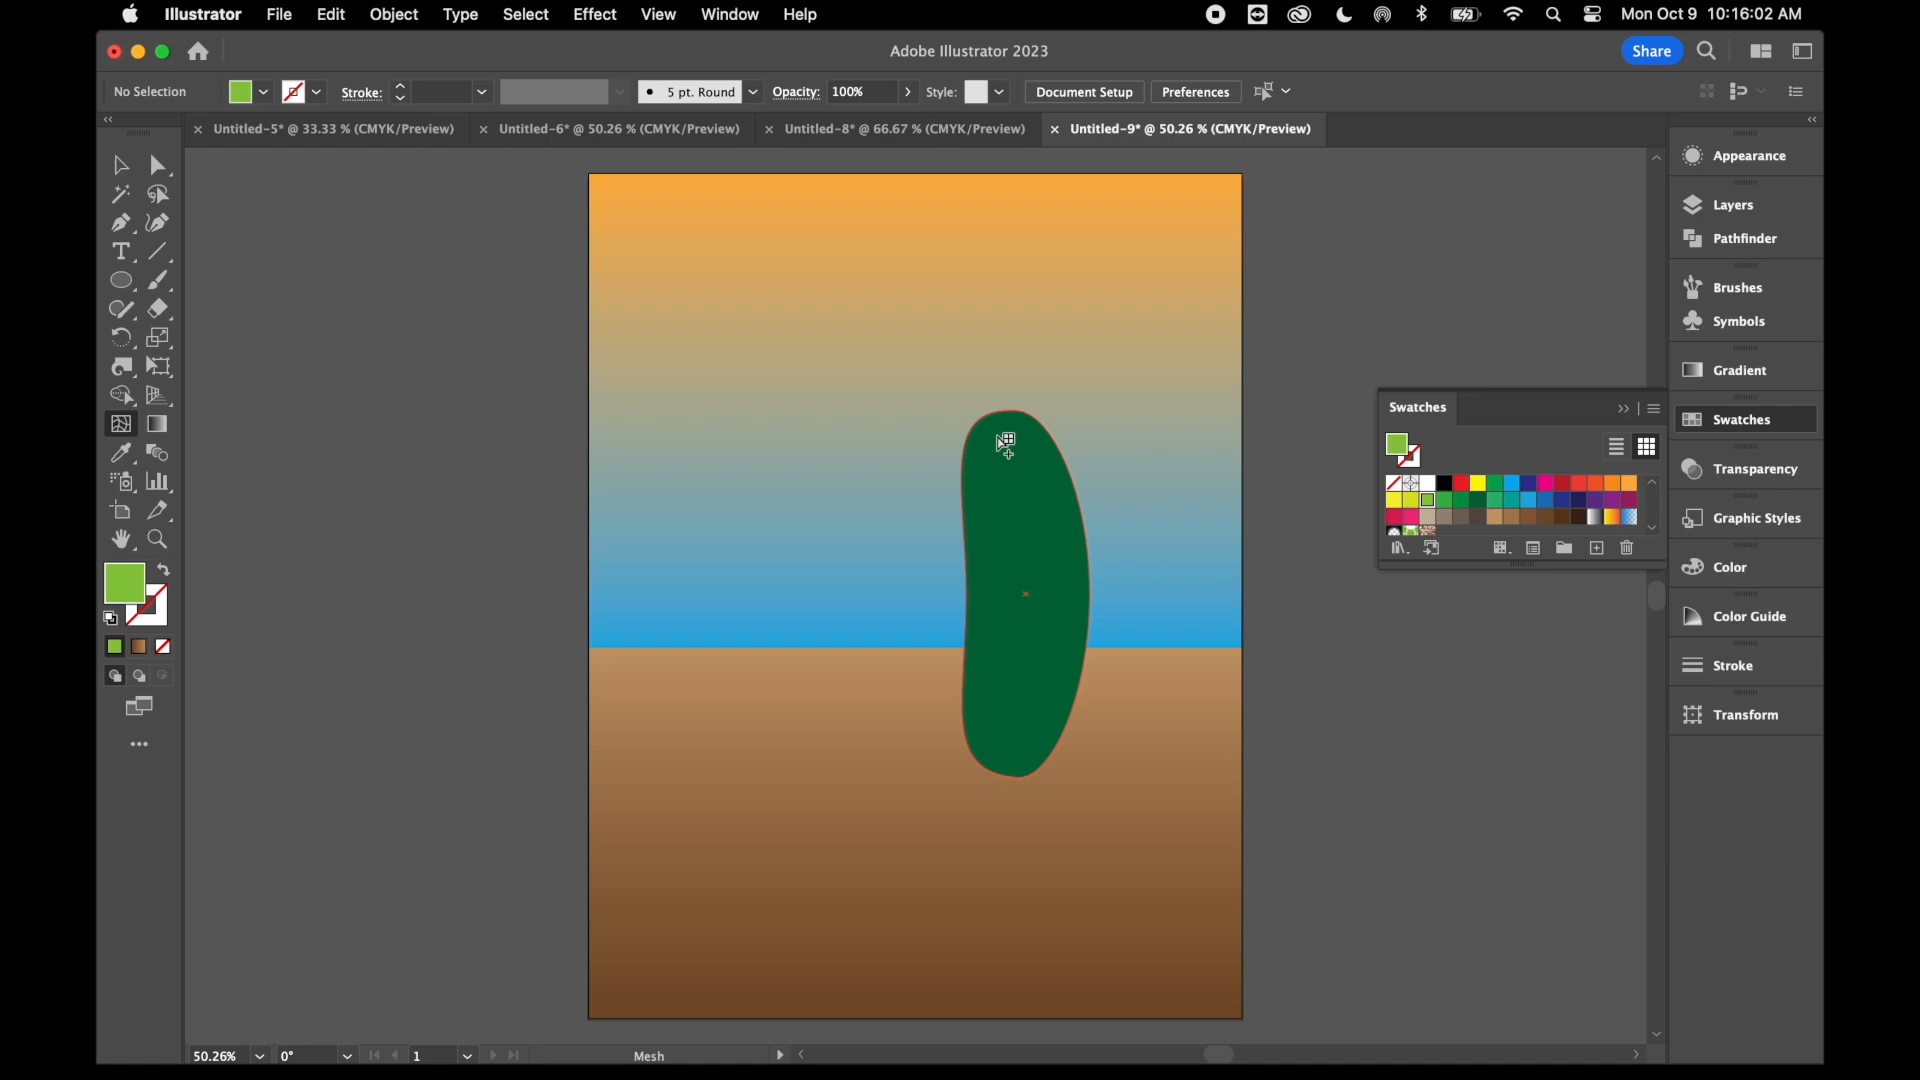 Illustrator File Edit Object Type Select Effect View Window Help Mon Oct 9 10:16:02 AM
Adobe Illustrator 2023 Share
No Selection Stroke: 5 pt. Round Opacity: 100% Style: Document Setup Preferences
Untitled-5* @ 33.33 % (CMYK/Preview) Untitled-6* @ 50.26 % (CMYK/Preview) Untitled-8* @ 66.67 % (CMYK/Preview) Untitled-9* @ 50.26 % (CMYK/Preview)
Appearance
Layers
Pathfinder
Brushes
Symbols
Gradient
Swatches
Swatches
Transparency
Graphic Styles
Color
Color Guide
Stroke
Transform
50.26% 0° 1 Mesh